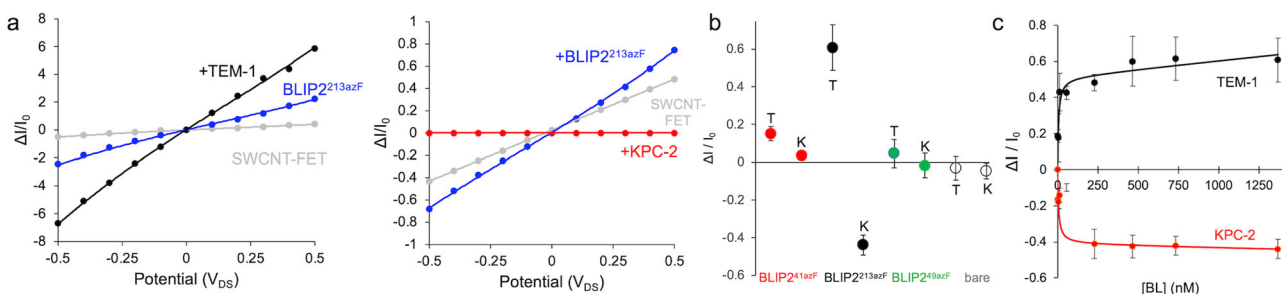 a
ΔI/I₀
8
6
4
2
0
-2
-4
-6
-8
-0.5
-0.25
0
0.25
0.5
Potential (V_DS)
+TEM-1
BLIP2²¹³ᵃᶻᶠ
SWCNT-FET
ΔI/I₀
1
0.8
0.6
0.4
0.2
0
-0.2
-0.4
-0.6
-0.8
-1
-0.5
-0.25
0
0.25
0.5
Potential (V_DS)
+BLIP2²¹³ᵃᶻᶠ
SWCNT-
FET
+KPC-2
b
ΔI / I₀
0.6
0.4
0.2
0
0.2
0.4
0.6
T
K
T
K
T
K
T
K
BLIP2⁴¹ᵃᶻᶠ
BLIP2²¹³ᵃᶻᶠ
BLIP2⁴⁹ᵃᶻᶠ
bare
c
ΔI / I₀
0.8
0.6
0.4
0.2
0
0.2
-0.4
-0.6
0
250
500
750
1000
1250
[BL] (nM)
TEM-1
KPC-2